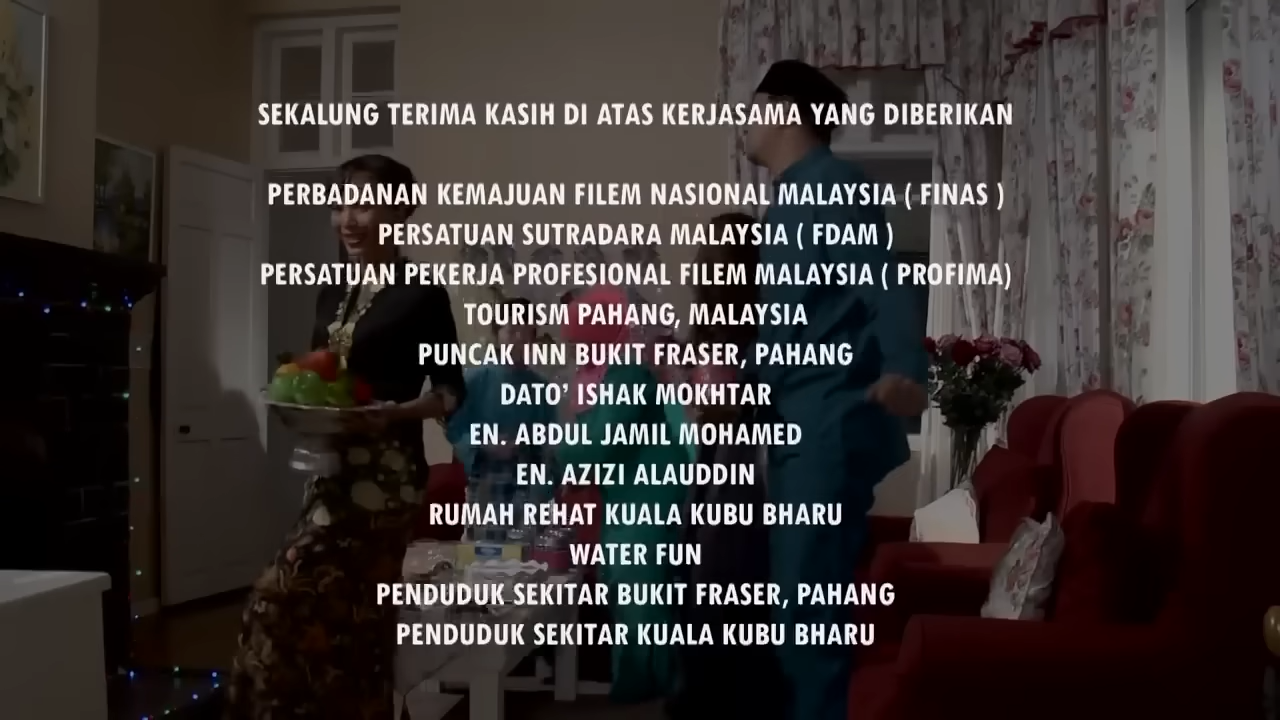 SEKALUNG TERIMA KASIH DI ATAS KERJASAMA YANG DIBERIKAN
PERBADANAN KEMAJUAN FILEM NASIONAL MALAYSIA ( FINAS )
PERSATUAN SUTRADARA MALAYSIA ( FDAM )
PERSATUAN PEKERJA PROFESIONAL FILEM MALAYSIA ( PROFIMA)
TOURISM PAHANG, MALAYSIA
PUNCAK INN BUKIT FRASER, PAHANG
DATO’ ISHAK MOKHTAR
EN. ABDUL JAMIL MOHAMED
EN. AZIZI ALAUDDIN
RUMAH REHAT KUALA KUBU BHARU
WATER FUN
PENDUDUK SEKITAR BUKIT FRASER, PAHANG
PENDUDUK SEKITAR KUALA KUBU BHARU